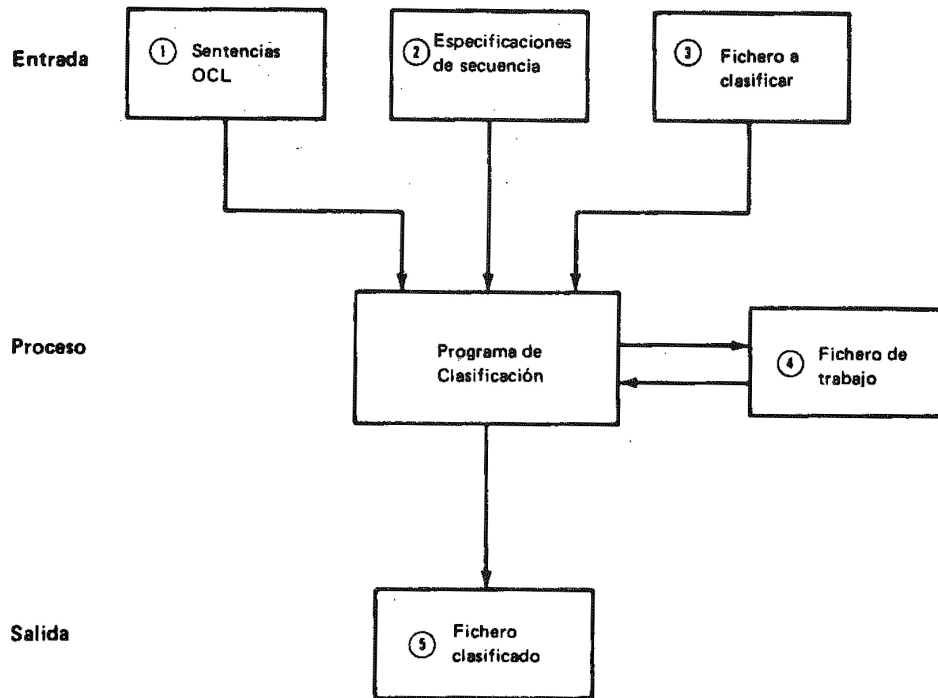 Entrada
1 Sentencias
OCL
2 Especificaciones
de secuencia
3 Fichero a
clasificar
Proceso
Programa de
Clasificación
4 Fichero de
trabajo
Salida
5 Fichero
clasificado